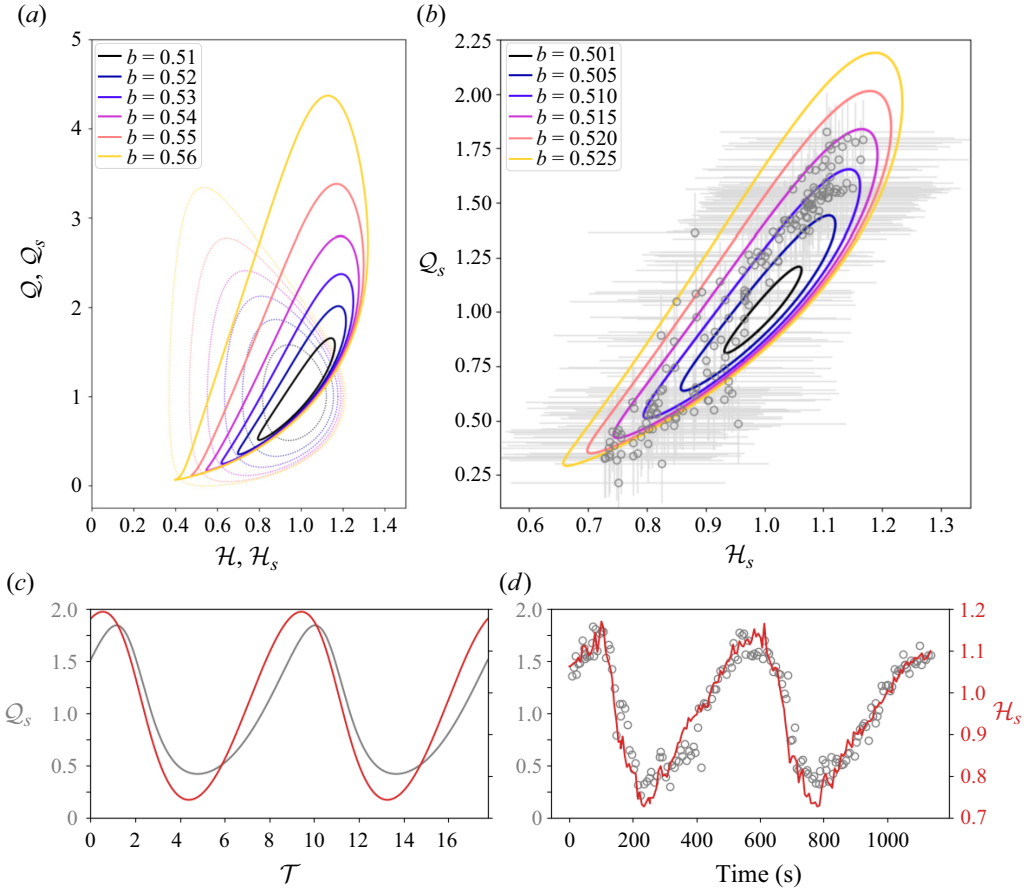 (a)
5
4
3
2
1
0
𝒬, 𝒬ₛ
b = 0.51
b = 0.52
b = 0.53
b = 0.54
b = 0.55
b = 0.56
0 0.2 0.4 0.6 0.8 1.0 1.2 1.4
ℋ, ℋₛ
(b)
2.25
2.00
1.75
1.50
1.25
1.00
0.75
0.50
0.25
𝒬ₛ
b = 0.501
b = 0.505
b = 0.510
b = 0.515
b = 0.520
b = 0.525
0.6 0.7 0.8 0.9 1.0 1.1 1.2 1.3
ℋₛ
(c)
2.0
1.5
1.0
0.5
0
𝒬ₛ
0 2 4 6 8 10 12 14 16
𝒯
(d)
2.0
1.5
1.0
0.5
0
1.2
1.1
1.0
0.9
0.8
0.7
ℋₛ
0 200 400 600 800 1000
Time (s)